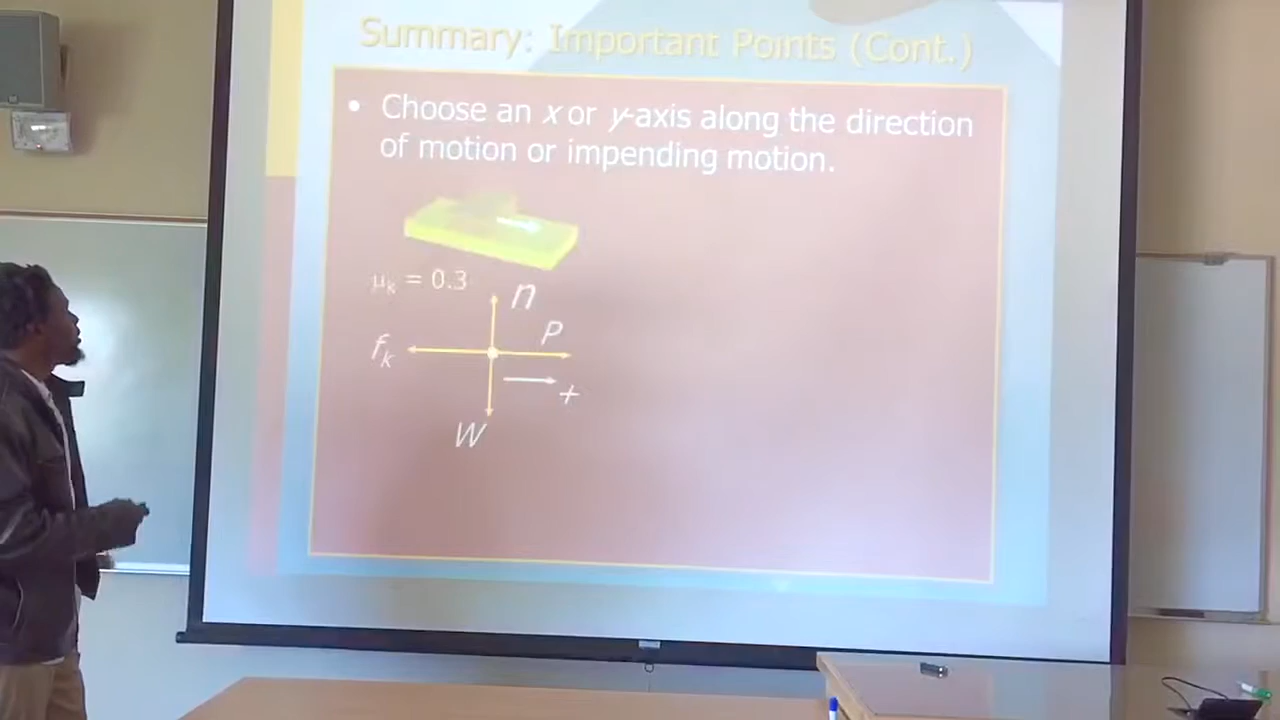 Summary: Important Points (Cont.)
• Choose an x or y-axis along the direction
of motion or impending motion.
μk = 0.3
n
P
fk
+
W